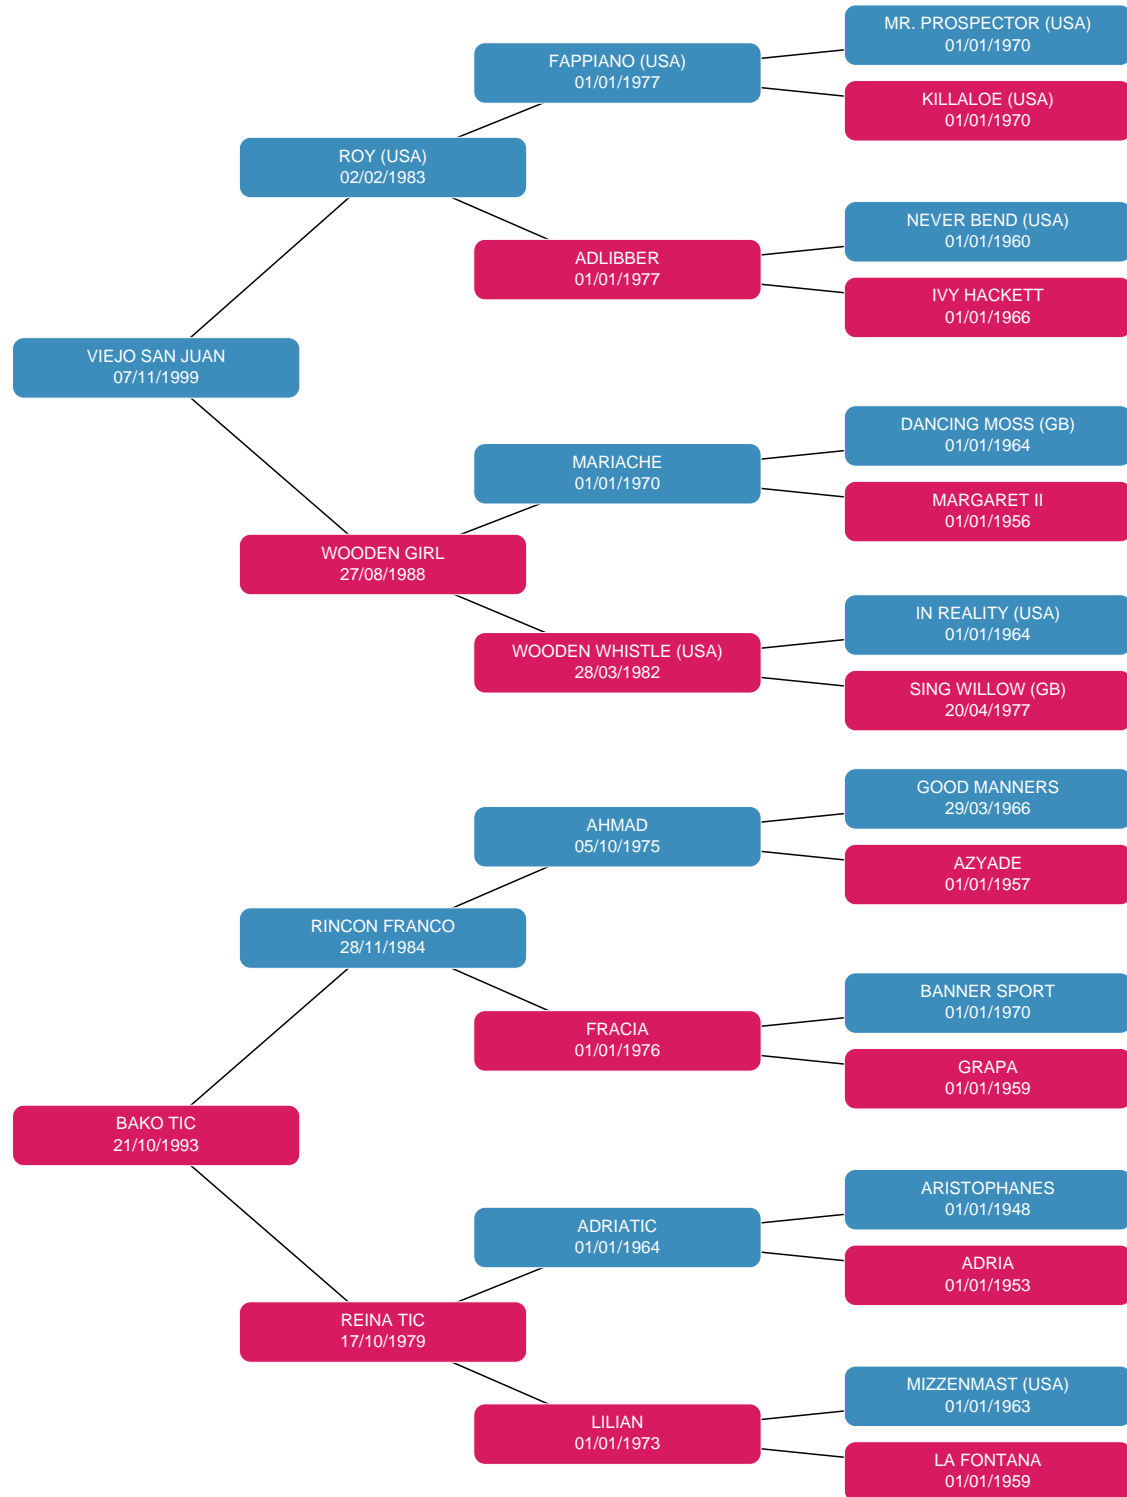 MR. PROSPECTOR (USA)
01/01/1970
FAPPIANO (USA)
01/01/1977
KILLALOE (USA)
01/01/1970
ROY (USA)
02/02/1983
NEVER BEND (USA)
01/01/1960
ADLIBBER
01/01/1977
IVY HACKETT
01/01/1966
VIEJO SAN JUAN
07/11/1999
DANCING MOSS (GB)
01/01/1964
MARIACHE
01/01/1970
MARGARET II
01/01/1956
WOODEN GIRL
27/08/1988
IN REALITY (USA)
01/01/1964
WOODEN WHISTLE (USA)
28/03/1982
SING WILLOW (GB)
20/04/1977
GOOD MANNERS
29/03/1966
AHMAD
05/10/1975
AZYADE
01/01/1957
RINCON FRANCO
28/11/1984
BANNER SPORT
01/01/1970
FRACIA
01/01/1976
GRAPA
01/01/1959
BAKO TIC
21/10/1993
ARISTOPHANES
01/01/1948
ADRIATIC
01/01/1964
ADRIA
01/01/1953
REINA TIC
17/10/1979
MIZZENMAST (USA)
01/01/1963
LILIAN
01/01/1973
LA FONTANA
01/01/1959